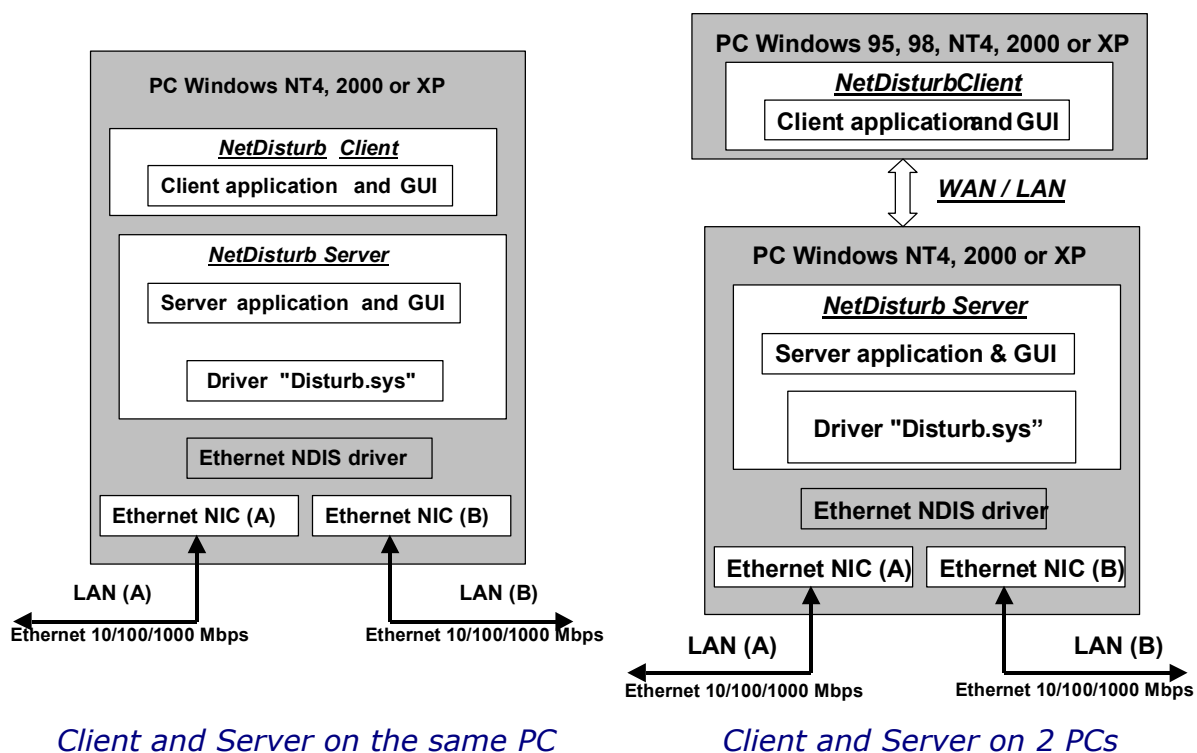 PC Windows NT4, 2000 or XP
NetDisturb Client
Client application and GUI
NetDisturb Server
Server application and GUI
Driver "Disturb.sys"
Ethernet NDIS driver
Ethernet NIC (A)
Ethernet NIC (B)
LAN (A)
LAN (B)
Ethernet 10/100/1000 Mbps
Ethernet 10/100/1000 Mbps
Client and Server on the same PC
PC Windows 95, 98, NT4, 2000 or XP
NetDisturbClient
Client applicationand GUI
WAN / LAN
PC Windows NT4, 2000 or XP
NetDisturb Server
Server application & GUI
Driver "Disturb.sys”
Ethernet NDIS driver
Ethernet NIC (A)
Ethernet NIC (B)
LAN (A)
LAN (B)
Ethernet 10/100/1000 Mbps
Ethernet 10/100/1000 Mbps
Client and Server on 2 PCs